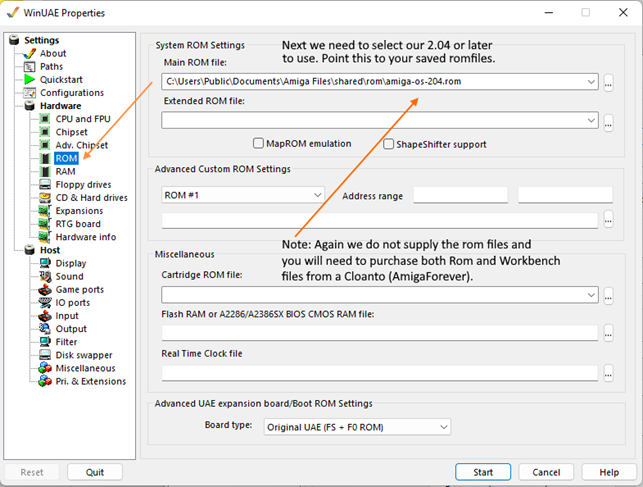 WinUAE Properties
Settings
About
Paths
Quickstart
Configurations
Hardware
CPU and FPU
Chipset
Adv. Chipset
ROM
RAM
Floppy drives
CD & Hard drives
Expansions
RTG board
Hardware info
Host
Display
Sound
Game ports
IO ports
Input
Output
Filter
Disk swapper
Miscellaneous
Pri. & Extensions
System ROM Settings
Next we need to select our 2.04 or later
to use. Point this to your saved romfiles.
Main ROM file:
C:\Users\Public\Documents\Amiga Files\shared\rom\amiga-os-204.rom
...
Extended ROM file:
...
MapROM emulation
ShapeShifter support
Advanced Custom ROM Settings
ROM #1
Address range
...
Note: Again we do not supply the rom files and
you will need to purchase both Rom and Workbench
files from a Cloanto (AmigaForever).
Miscellaneous
Cartridge ROM file:
...
Flash RAM or A2286/A2386SX BIOS CMOS RAM file:
...
Real Time Clock file
...
Advanced UAE expansion board/Boot ROM Settings
Board type:
Original UAE (FS + F0 ROM)
Reset
Quit
Start
Cancel
Help